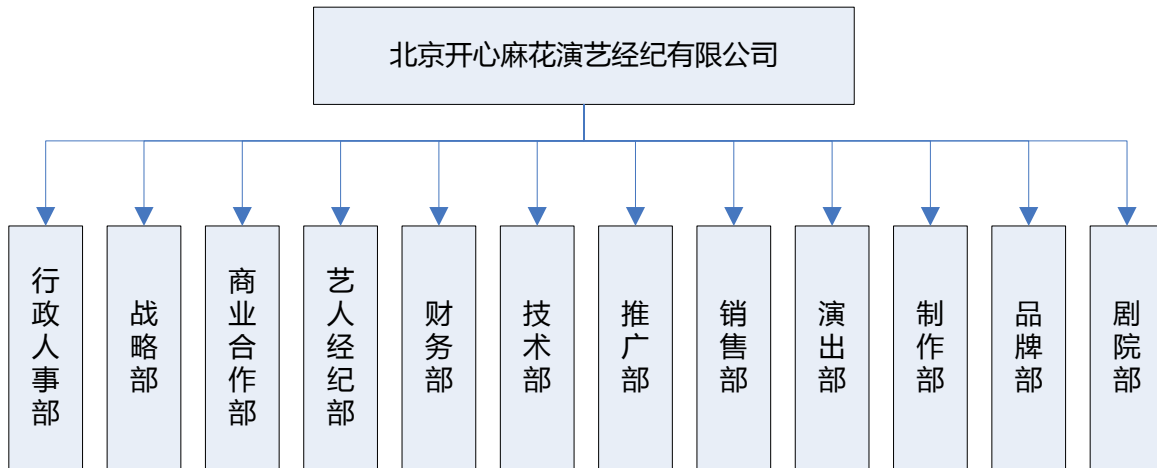 北京开心麻花演艺经纪有限公司
行政人事部
战略部
商业合作部
艺人经纪部
财务部
技术部
推广部
销售部
演出部
制作部
品牌部
剧院部